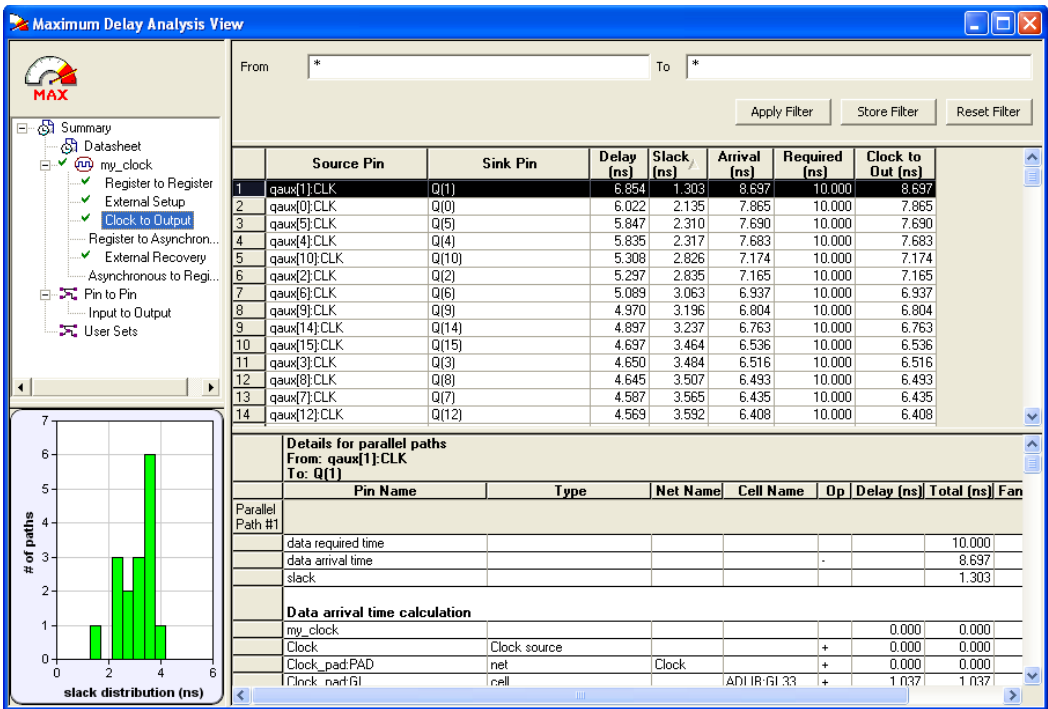 Maximum Delay Analysis View
MAX
Summary
Datasheet
my_clock
Register to Register
External Setup
Clock to Output
Register to Asynchron...
External Recovery
Asynchronous to Regi...
Pin to Pin
Input to Output
User Sets
From * To *
Apply Filter Store Filter Reset Filter
Source Pin Sink Pin Delay (ns) Slack (ns) Arrival (ns) Required (ns) Clock to Out (ns)
1 qaux[1]:CLK Q(1) 6.854 1.303 8.697 10.000 8.697
2 qaux[0]:CLK Q(0) 6.022 2.135 7.865 10.000 7.865
3 qaux[5]:CLK Q(5) 5.847 2.310 7.690 10.000 7.690
4 qaux[4]:CLK Q(4) 5.835 2.317 7.683 10.000 7.683
5 qaux[10]:CLK Q(10) 5.308 2.826 7.174 10.000 7.174
6 qaux[2]:CLK Q(2) 5.297 2.835 7.165 10.000 7.165
7 qaux[6]:CLK Q(6) 5.089 3.063 6.937 10.000 6.937
8 qaux[9]:CLK Q(9) 4.970 3.196 6.804 10.000 6.804
9 qaux[14]:CLK Q(14) 4.897 3.237 6.763 10.000 6.763
10 qaux[15]:CLK Q(15) 4.697 3.464 6.536 10.000 6.536
11 qaux[3]:CLK Q(3) 4.650 3.484 6.516 10.000 6.516
12 qaux[8]:CLK Q(8) 4.645 3.507 6.493 10.000 6.493
13 qaux[7]:CLK Q(7) 4.587 3.565 6.435 10.000 6.435
14 qaux[12]:CLK Q(12) 4.569 3.592 6.408 10.000 6.408
Details for parallel paths
From: qaux[1]:CLK
To: Q(1)
Pin Name Type Net Name Cell Name Op Delay (ns) Total (ns) Fan
Parallel
Path #1
data required time 10.000
data arrival time - 8.697
slack 1.303
Data arrival time calculation
my_clock 0.000 0.000
Clock Clock source + 0.000 0.000
Clock_pad:PAD net Clock + 0.000 0.000
Clock_pad:GL cell ADLIB:GL33 + 1.037 1.037
# of paths
7
6
5
4
3
2
1
0
0 2 4 6
slack distribution (ns)